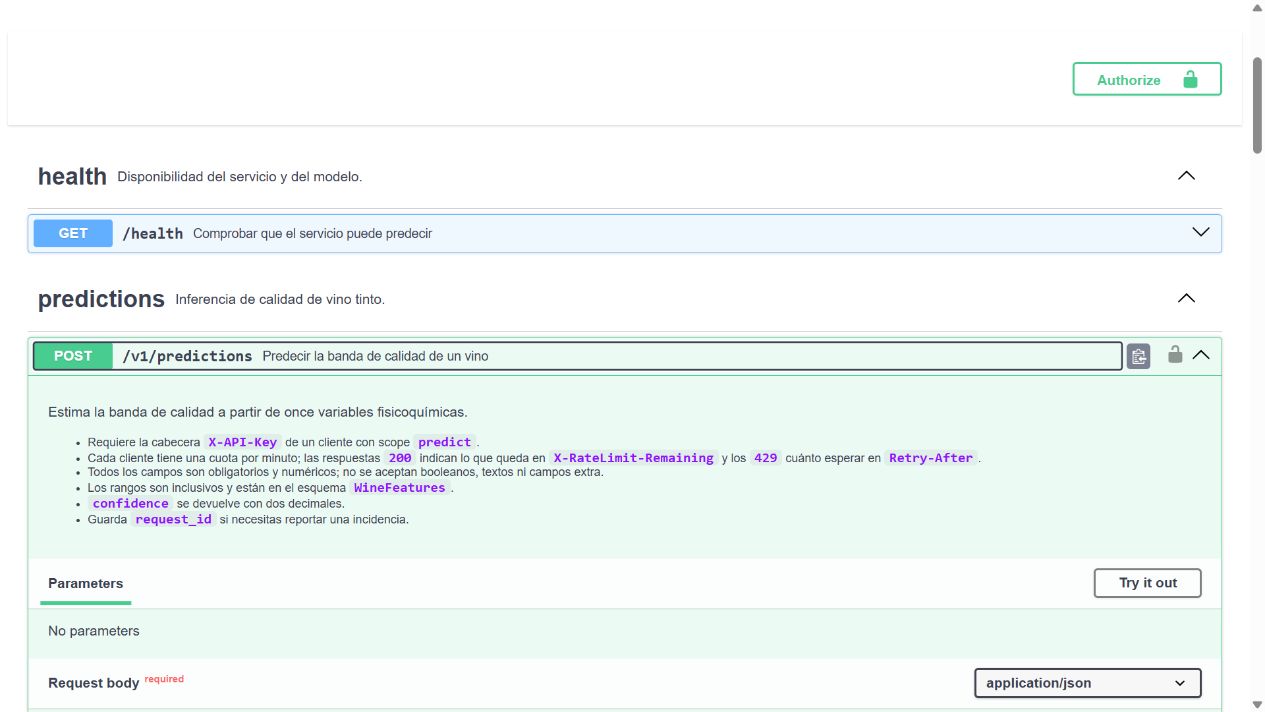 Authorize
health Disponibilidad del servicio y del modelo.
GET /health Comprobar que el servicio puede predecir
predictions Inferencia de calidad de vino tinto.
POST /v1/predictions Predecir la banda de calidad de un vino
Estima la banda de calidad a partir de once variables fisicoquímicas.
• Requiere la cabecera X-API-Key de un cliente con scope predict .
• Cada cliente tiene una cuota por minuto; las respuestas 200 indican lo que queda en X-RateLimit-Remaining y los 429 cuánto esperar en Retry-After .
• Todos los campos son obligatorios y numéricos; no se aceptan booleanos, textos ni campos extra.
• Los rangos son inclusivos y están en el esquema WineFeatures .
• confidence se devuelve con dos decimales.
• Guarda request_id si necesitas reportar una incidencia.
Parameters
Try it out
No parameters
Request body required
application/json